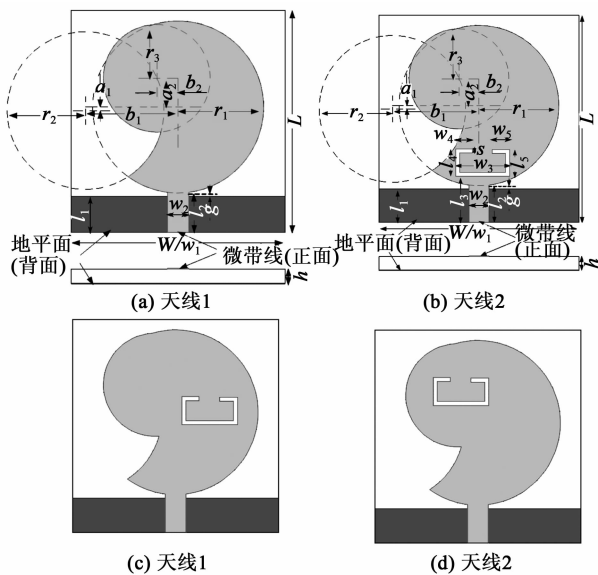 r₃
a₁
a₂
b₂
r₂
b₁
r₁
L
l₁
w₂
l₂
g
地平面
(背面)
W/w₁
微带线(正面)
h
(a) 天线1
r₃
a₁
a₂
b₂
r₂
b₁
r₁
L
w₄
w₅
s
l₄
w₃
l₅
l₁
l₃
w₂
l₂
g
地平面(背面)
W/w₁
微带线
(正面)
h
(b) 天线2
(c) 天线1
(d) 天线2